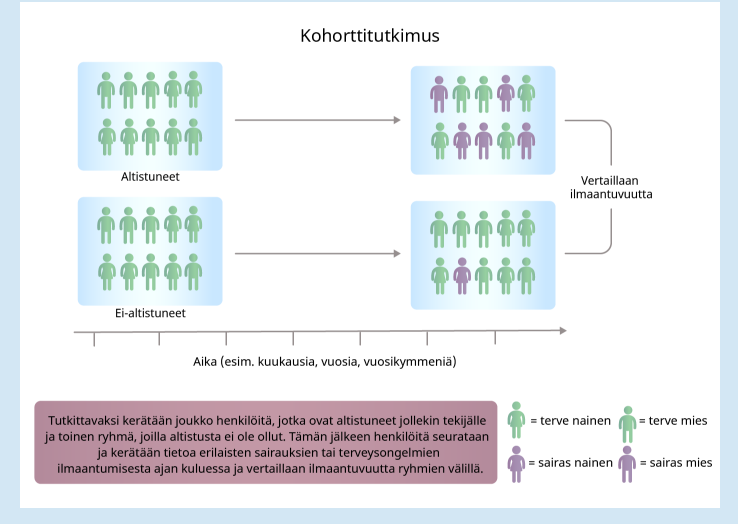 Kohorttitutkimus
Altistuneet
Vertaillaan
ilmaantuvuutta
Ei-altistuneet
Aika (esim. kuukausia, vuosia, vuosikymmeniä)
Tutkittavaksi kerätään joukko henkilöitä, jotka ovat altistuneet jollekin tekijälle
ja toinen ryhmä, joilla altistusta ei ole ollut. Tämän jälkeen henkilöitä seurataan
ja kerätään tietoa erilaisten sairauksien tai terveysongelmien
ilmaantumisesta ajan kuluessa ja vertaillaan ilmaantuvuutta ryhmien välillä.
= terve nainen
= terve mies
= sairas nainen
= sairas mies